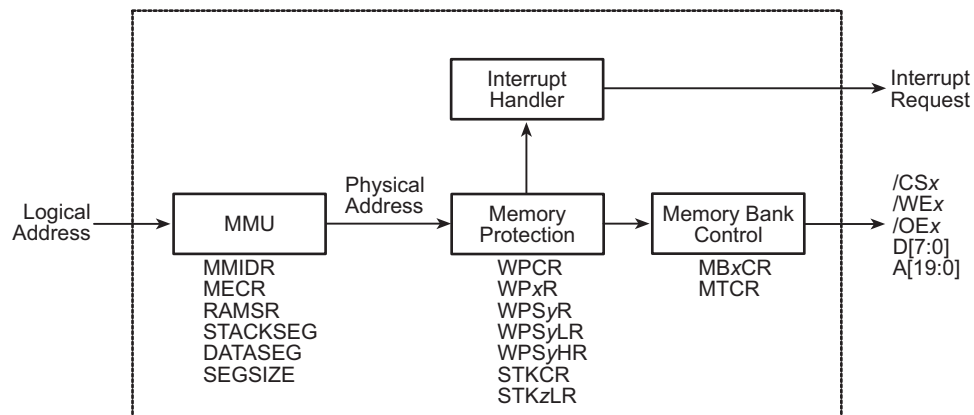 Interrupt
Handler
Interrupt
Request
Logical
Address
MMU
Physical
Address
Memory
Protection
Memory Bank
Control
/CSx
/WEx
/OEx
D[7:0]
A[19:0]
MMIDR
MECR
RAMSR
STACKSEG
DATASEG
SEGSIZE
WPCR
WPxR
WPSyR
WPSyLR
WPSyHR
STKCR
STKzLR
MBxCR
MTCR